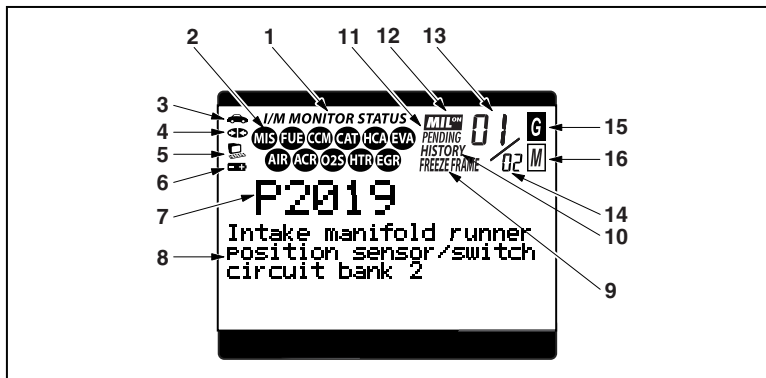 2 1 11 12 13
3 I/M MONITOR STATUS MIL ON 01 G 15
4 MIS FUE CCM CAT HCA EVA PENDING
5 AIR ACR O2S HTR EGR HISTORY M 16
6 FREEZE FRAME 02
7 P2019 14
10
Intake manifold runner
8 position sensor/switch
circuit bank 2 9